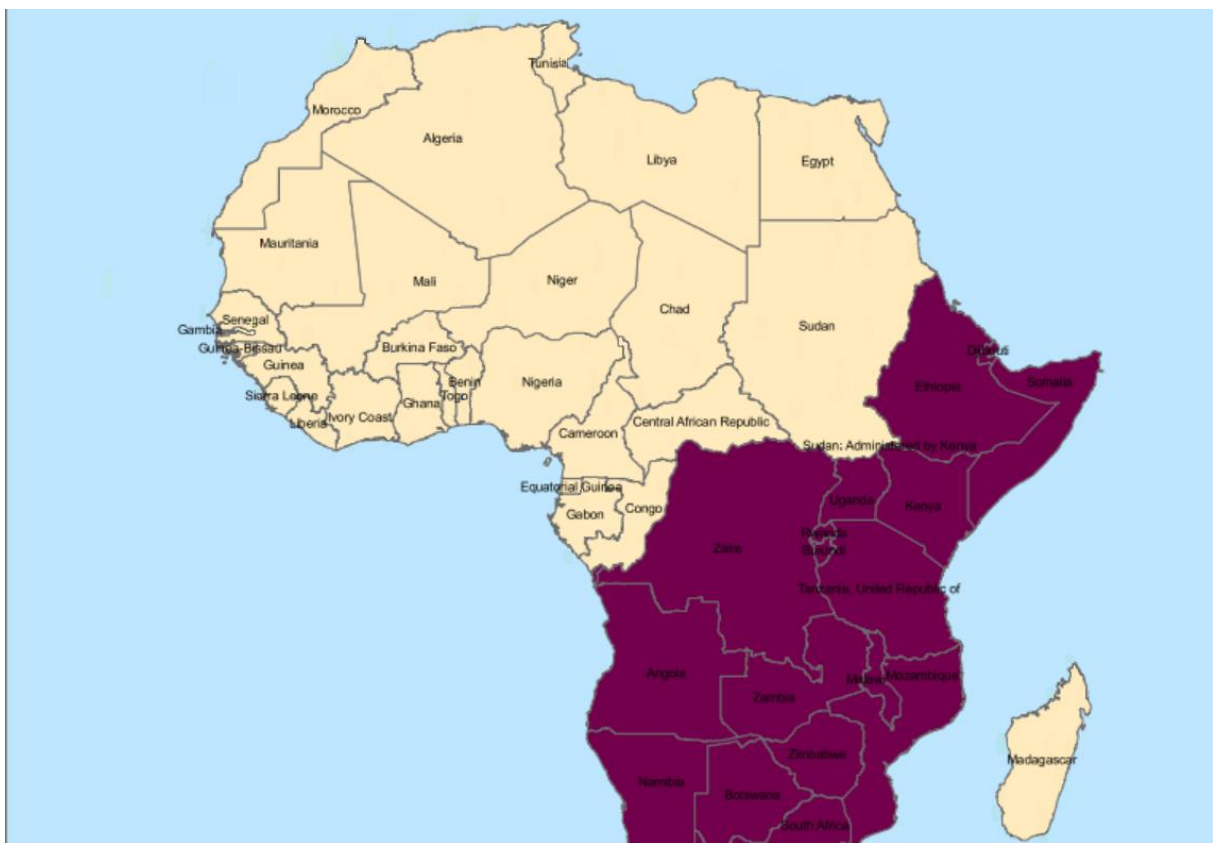 Tunisia
Morocco
Algeria
Libya
Egypt
Mauritania
Mali
Niger
Chad
Sudan
Senegal
Gambia
Guinea-Bissau
Guinea
Burkina Faso
Sierra Leone
Liberia
Ivory Coast
Ghana
Togo
Benin
Nigeria
Cameroon
Central African Republic
Djibouti
Ethiopia
Somalia
Sudan: Administered by Kenya
Equatorial Guinea
Gabon
Congo
Uganda
Kenya
Rwanda
Burundi
Zaire
Tanzania, United Republic of
Angola
Zambia
Malawi
Mozambique
Zimbabwe
Namibia
Botswana
South Africa
Madagascar